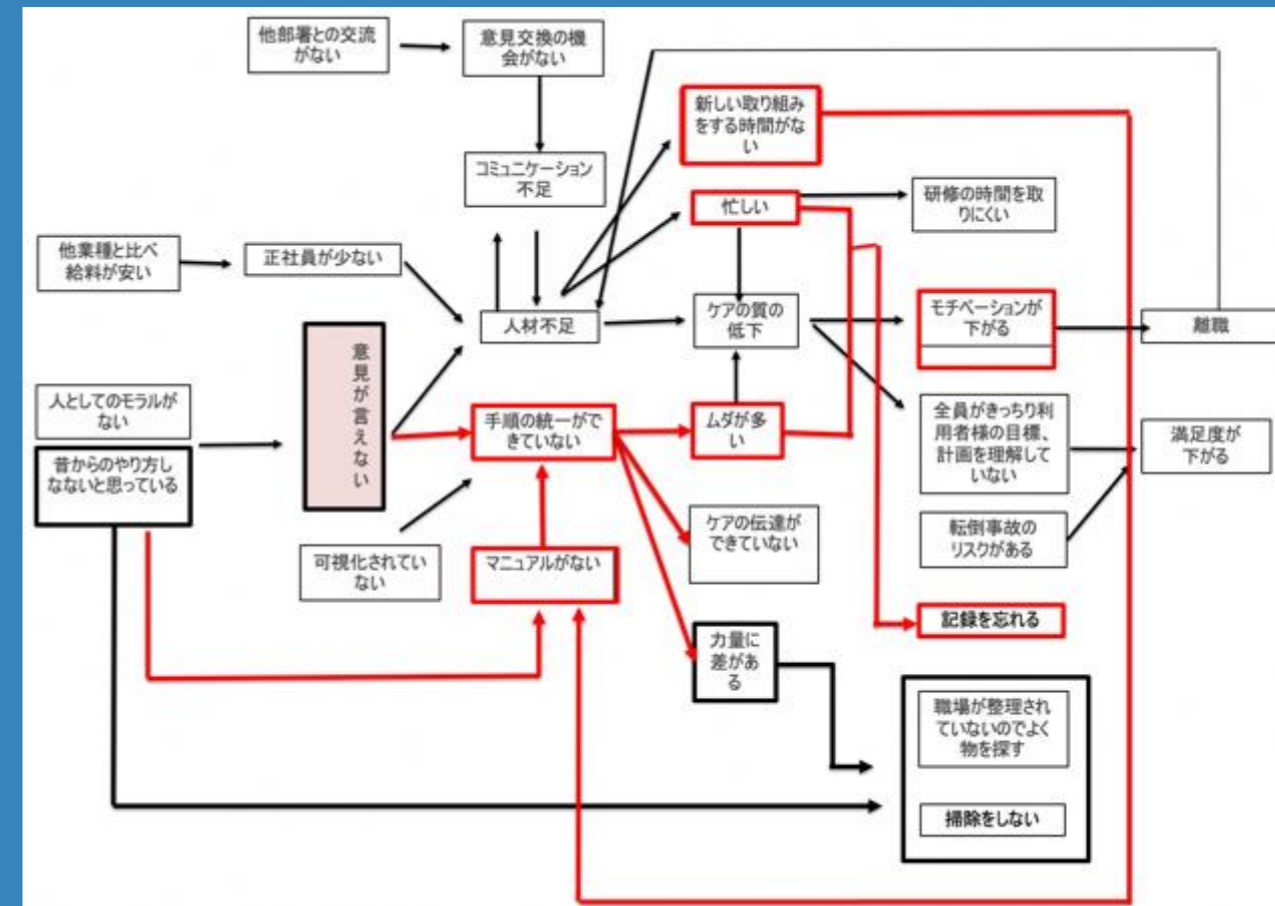 他部署との交流
がない
意見交換の機
会がない
新しい取り組み
をする時間がな
い
コミュニケーション
不足
忙しい
研修の時間を取
りにくい
他業種と比べ
給料が安い
正社員が少ない
人材不足
ケアの質の
低下
モチベーションが
下がる
離職
意見が言えない
人としてのモラルが
ない
昔からのやり方し
なないと思っている
手順の統一がで
きていない
ムダが多
い
全員がきっちり利
用者様の目標、
計画を理解して
いない
満足度が
下がる
可視化されてい
ない
マニュアルがない
ケアの伝達が
できていない
転倒事故の
リスクがある
記録を忘れる
力量に
差があ
る
職場が整理され
ていないのでよく
物を探す
掃除をしない